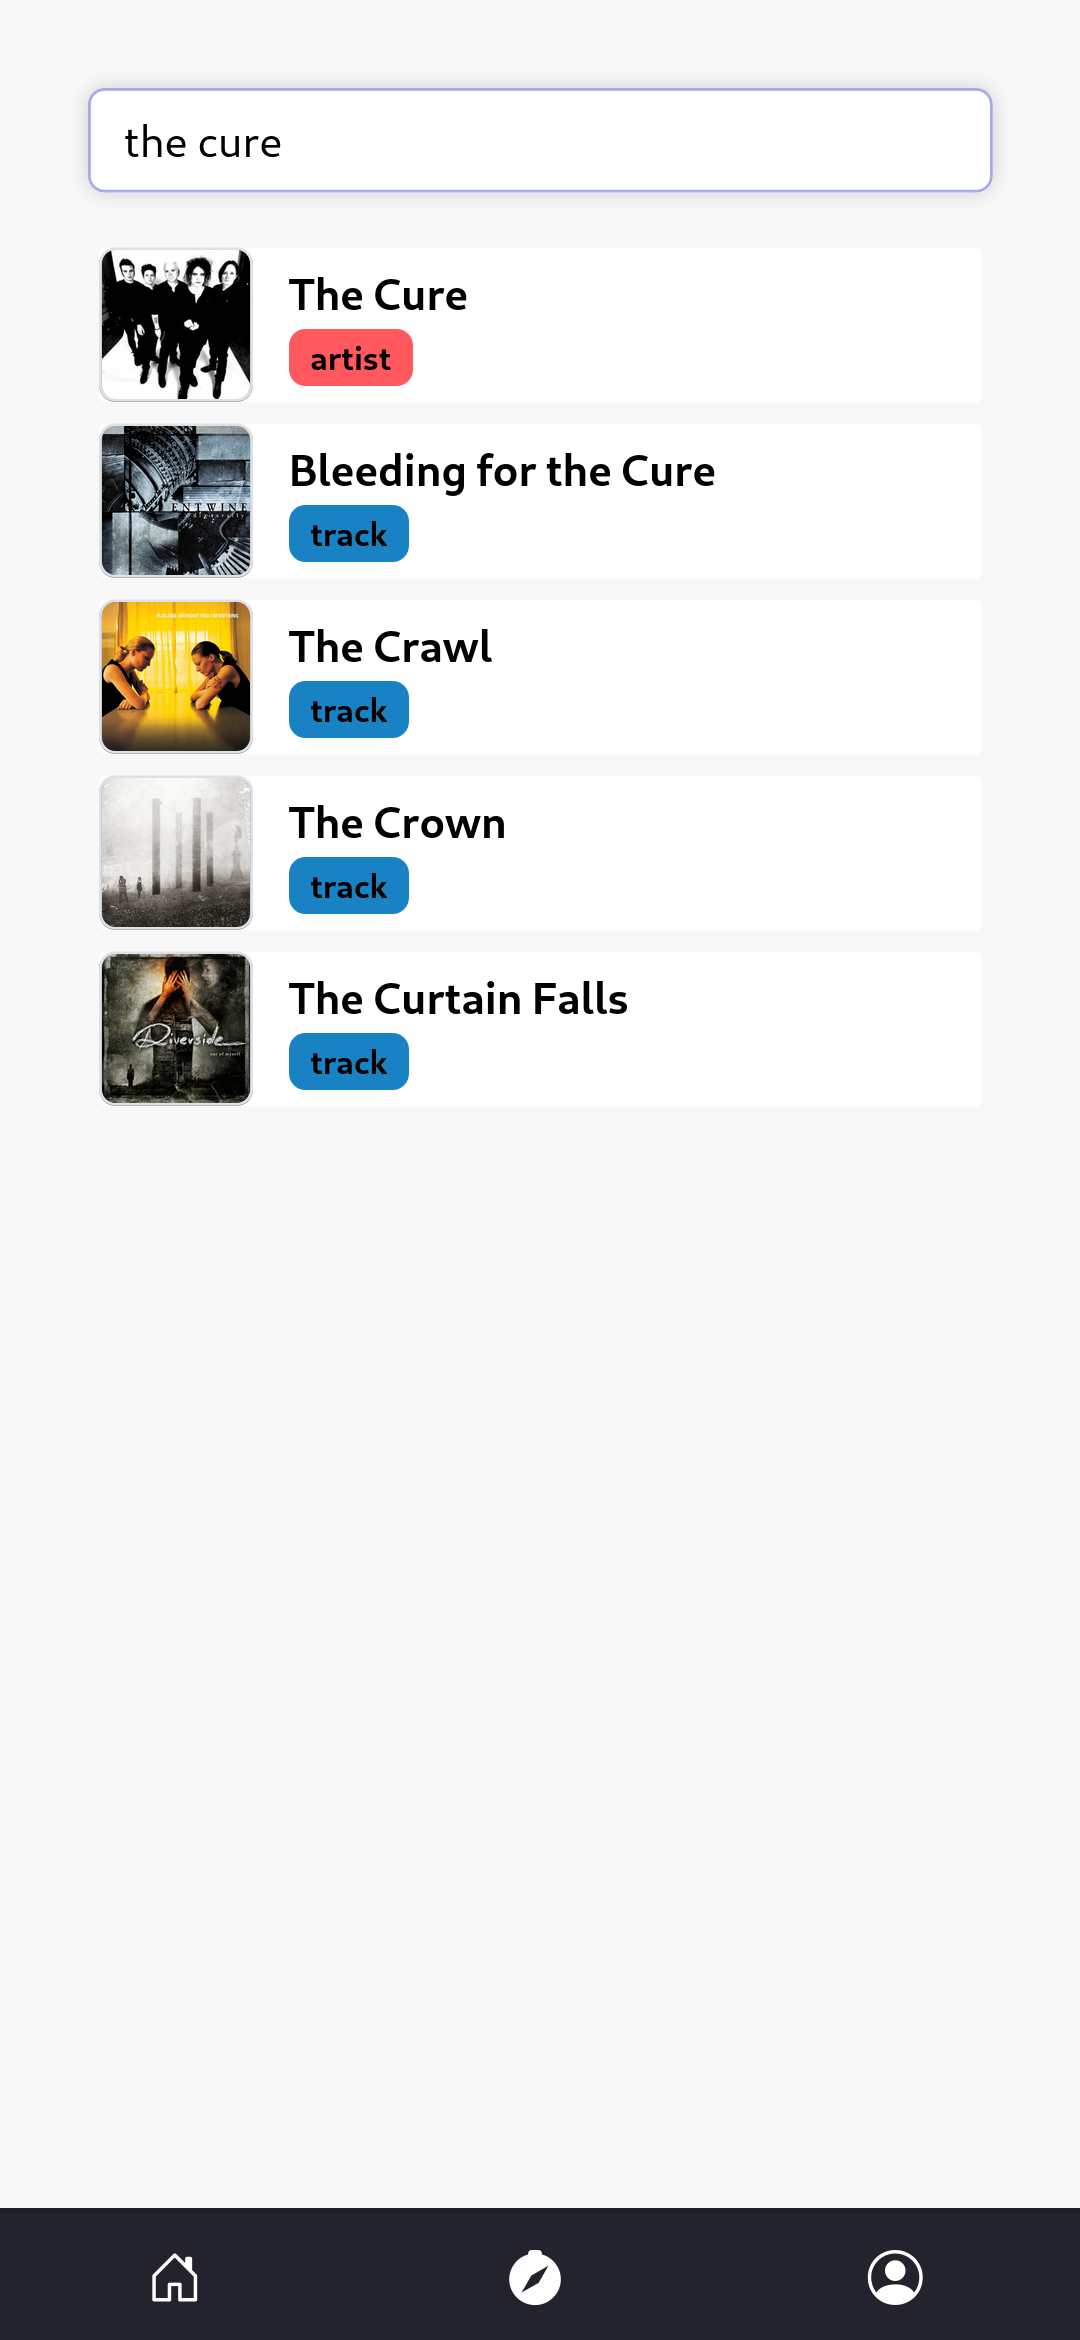 the cure
The Cure
artist
ENTWINE
diversity
Bleeding for the Cure
track
PLACEBO WITHOUT YOU I'M NOTHING
The Crawl
track
The Crown
track
Riverside
out of myself
The Curtain Falls
track